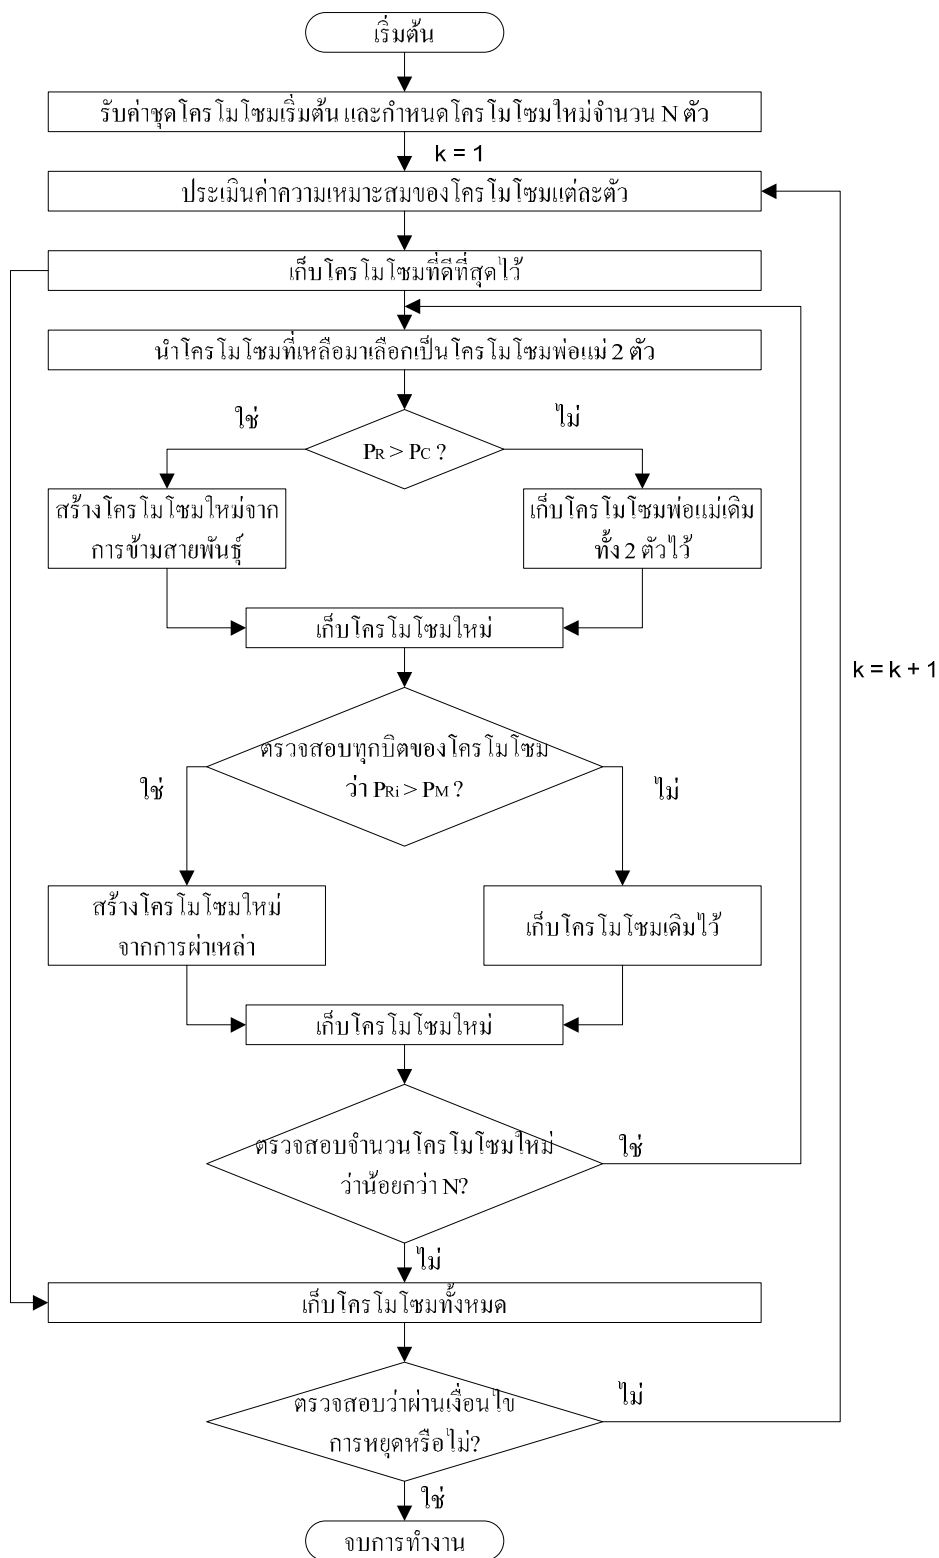 เริ่มต้น
รับค่าชุดโครโมโซมเริ่มต้น และกำหนดโครโมโซมใหม่จำนวน N ตัว
k = 1
ประเมินค่าความเหมาะสมของโครโมโซมแต่ละตัว
เก็บโครโมโซมที่ดีที่สุดไว้
นำโครโมโซมที่เหลือมาเลือกเป็นโครโมโซมพ่อแม่ 2 ตัว
ใช่
ไม่
PR > PC ?
สร้างโครโมโซมใหม่จาก
การข้ามสายพันธุ์
เก็บโครโมโซมพ่อแม่เดิม
ทั้ง 2 ตัวไว้
เก็บโครโมโซมใหม่
k = k + 1
ตรวจสอบทุกบิตของโครโมโซม
ว่า PRi > PM ?
ใช่
ไม่
สร้างโครโมโซมใหม่
จากการผ่าเหล่า
เก็บโครโมโซมเดิมไว้
เก็บโครโมโซมใหม่
ตรวจสอบจำนวนโครโมโซมใหม่
ว่าน้อยกว่า N?
ใช่
ไม่
เก็บโครโมโซมทั้งหมด
ตรวจสอบว่าผ่านเงื่อนไข
การหยุดหรือไม่?
ไม่
ใช่
จบการทำงาน